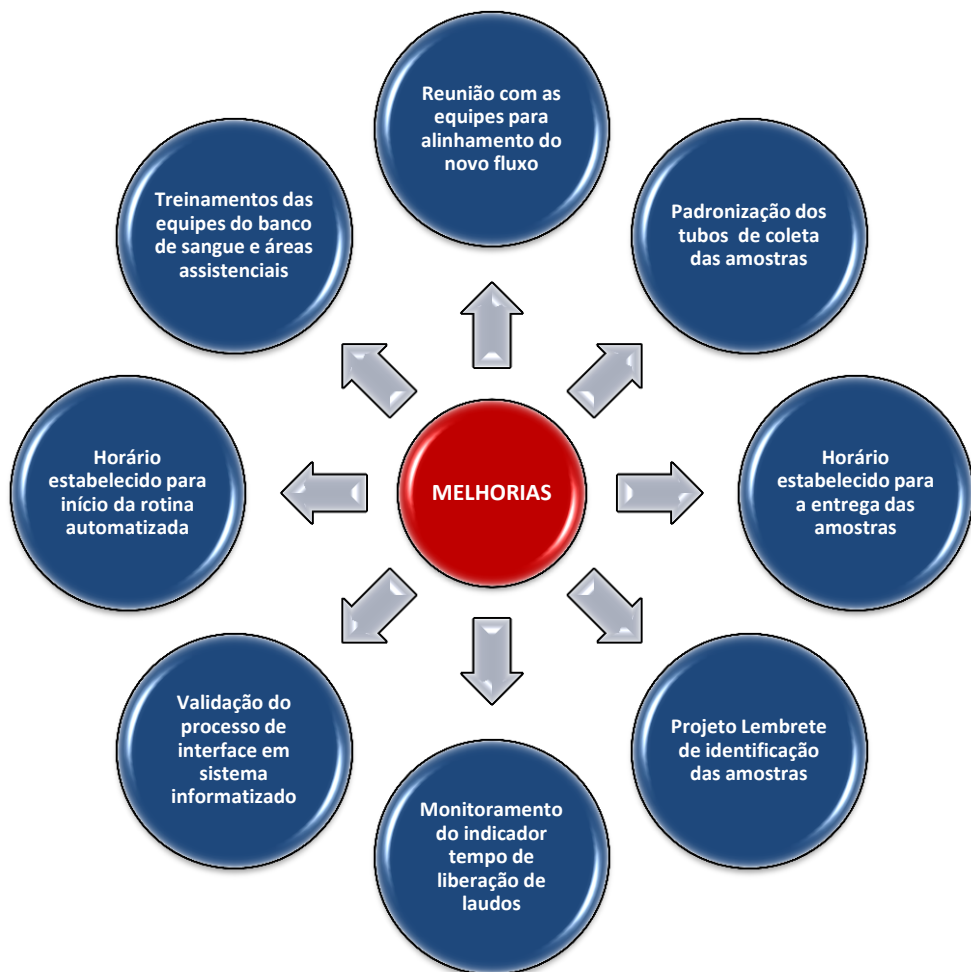 Reunião com as
equipes para
alinhamento do
novo fluxo
Padronização dos
tubos de coleta
das amostras
Horário
estabelecido para
a entrega das
amostras
Projeto Lembrete
de identificação
das amostras
Monitoramento
do indicador
tempo de
liberação de
laudos
Validação do
processo de
interface em
sistema
informatizado
Horário
estabelecido para
início da rotina
automatizada
Treinamentos das
equipes do banco
de sangue e áreas
assistenciais
MELHORIAS